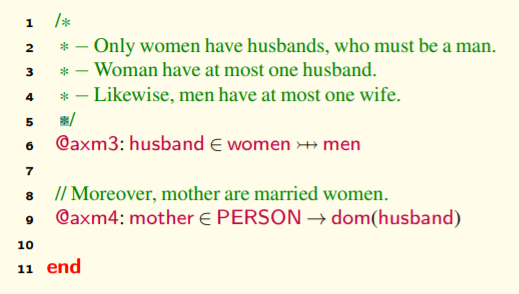 1 /*
2 * – Only women have husbands, who must be a man.
3 * – Woman have at most one husband.
4 * – Likewise, men have at most one wife.
5 */
6 @axm3: husband ∈ women ⤔ men
7
8 // Moreover, mother are married women.
9 @axm4: mother ∈ PERSON → dom(husband)
10
11 end